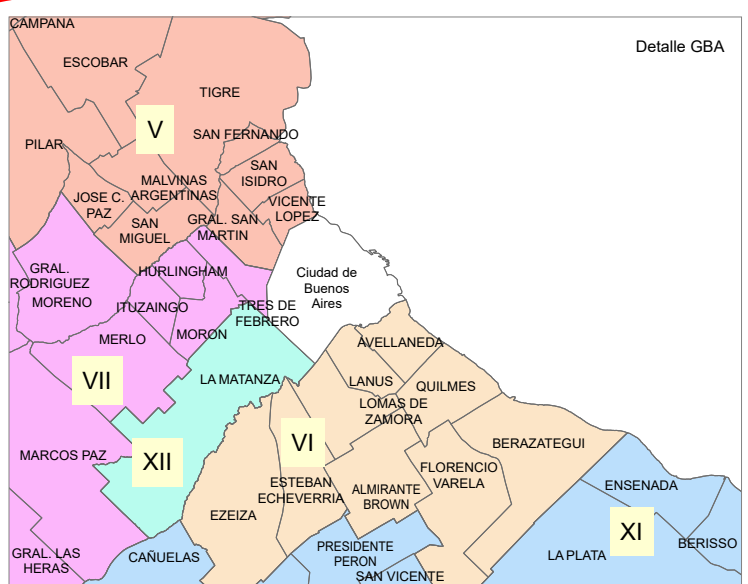 CAMPANA
Detalle GBA
ESCOBAR
TIGRE
V
SAN FERNANDO
PILAR
SAN
ISIDRO
MALVINAS
ARGENTINAS
JOSE C.
PAZ
VICENTE
LOPEZ
SAN
MIGUEL
GRAL. SAN
MARTIN
GRAL.
RODRIGUEZ
HURLINGHAM
Ciudad de
Buenos
Aires
MORENO
ITUZAINGO
TRES DE
FEBRERO
MERLO
MORON
AVELLANEDA
VII
LA MATANZA
LANUS
QUILMES
LOMAS DE
ZAMORA
MARCOS PAZ
XII
VI
BERAZATEGUI
FLORENCIO
VARELA
ESTEBAN
ECHEVERRIA
ALMIRANTE
BROWN
ENSENADA
EZEIZA
XI
BERISSO
GRAL. LAS
HERAS
CAÑUELAS
PRESIDENTE
PERON
LA PLATA
SAN VICENTE